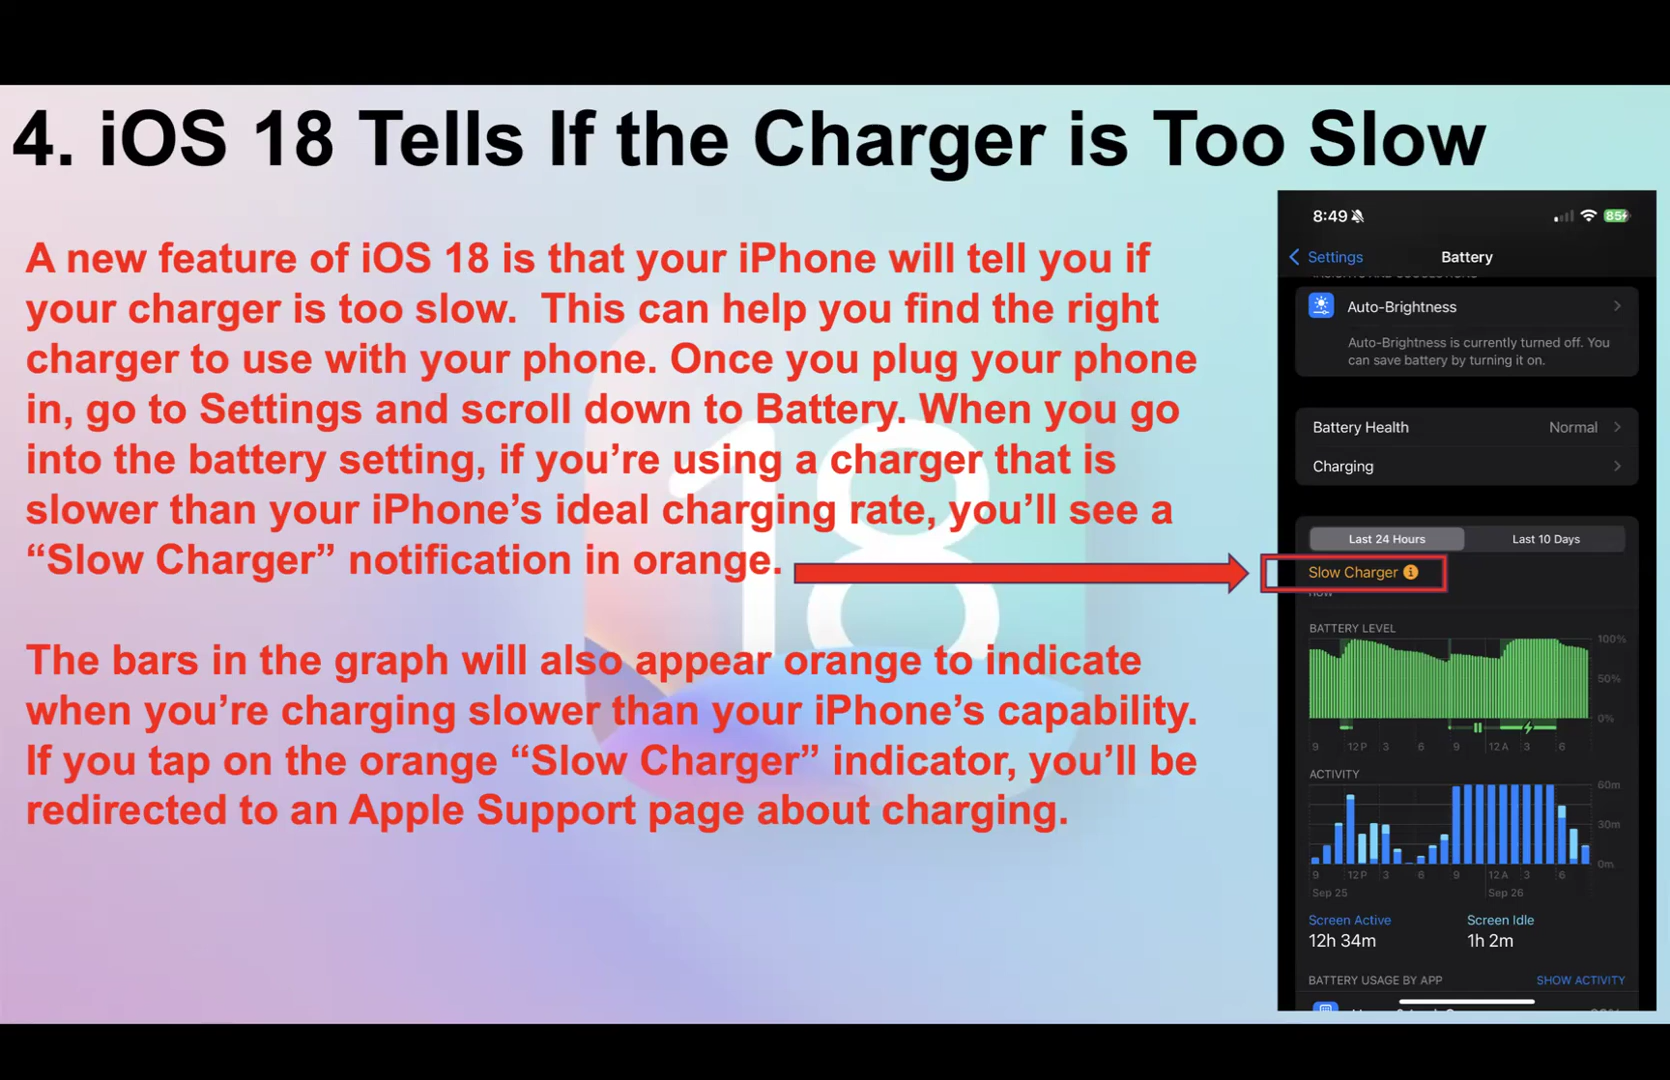 4. iOS 18 Tells If the Charger is Too Slow
A new feature of iOS 18 is that your iPhone will tell you if
your charger is too slow.  This can help you find the right
charger to use with your phone. Once you plug your phone
in, go to Settings and scroll down to Battery. When you go
into the battery setting, if you’re using a charger that is
slower than your iPhone’s ideal charging rate, you’ll see a
“Slow Charger” notification in orange.
The bars in the graph will also appear orange to indicate
when you’re charging slower than your iPhone’s capability.
If you tap on the orange “Slow Charger” indicator, you’ll be
redirected to an Apple Support page about charging.
18
8:49 85
Settings Battery
INSIGHTS AND SUGGESTIONS
Auto-Brightness
Auto-Brightness is currently turned off. You
can save battery by turning it on.
Battery Health Normal
Charging
Last 24 Hours Last 10 Days
Slow Charger
now
BATTERY LEVEL
100%
50%
0%
9 12 P 3 6 9 12 A 3 6
ACTIVITY
60m
30m
0m
9 12 P 3 6 9 12 A 3 6
Sep 25 Sep 26
Screen Active Screen Idle
12h 34m 1h 2m
BATTERY USAGE BY APP SHOW ACTIVITY